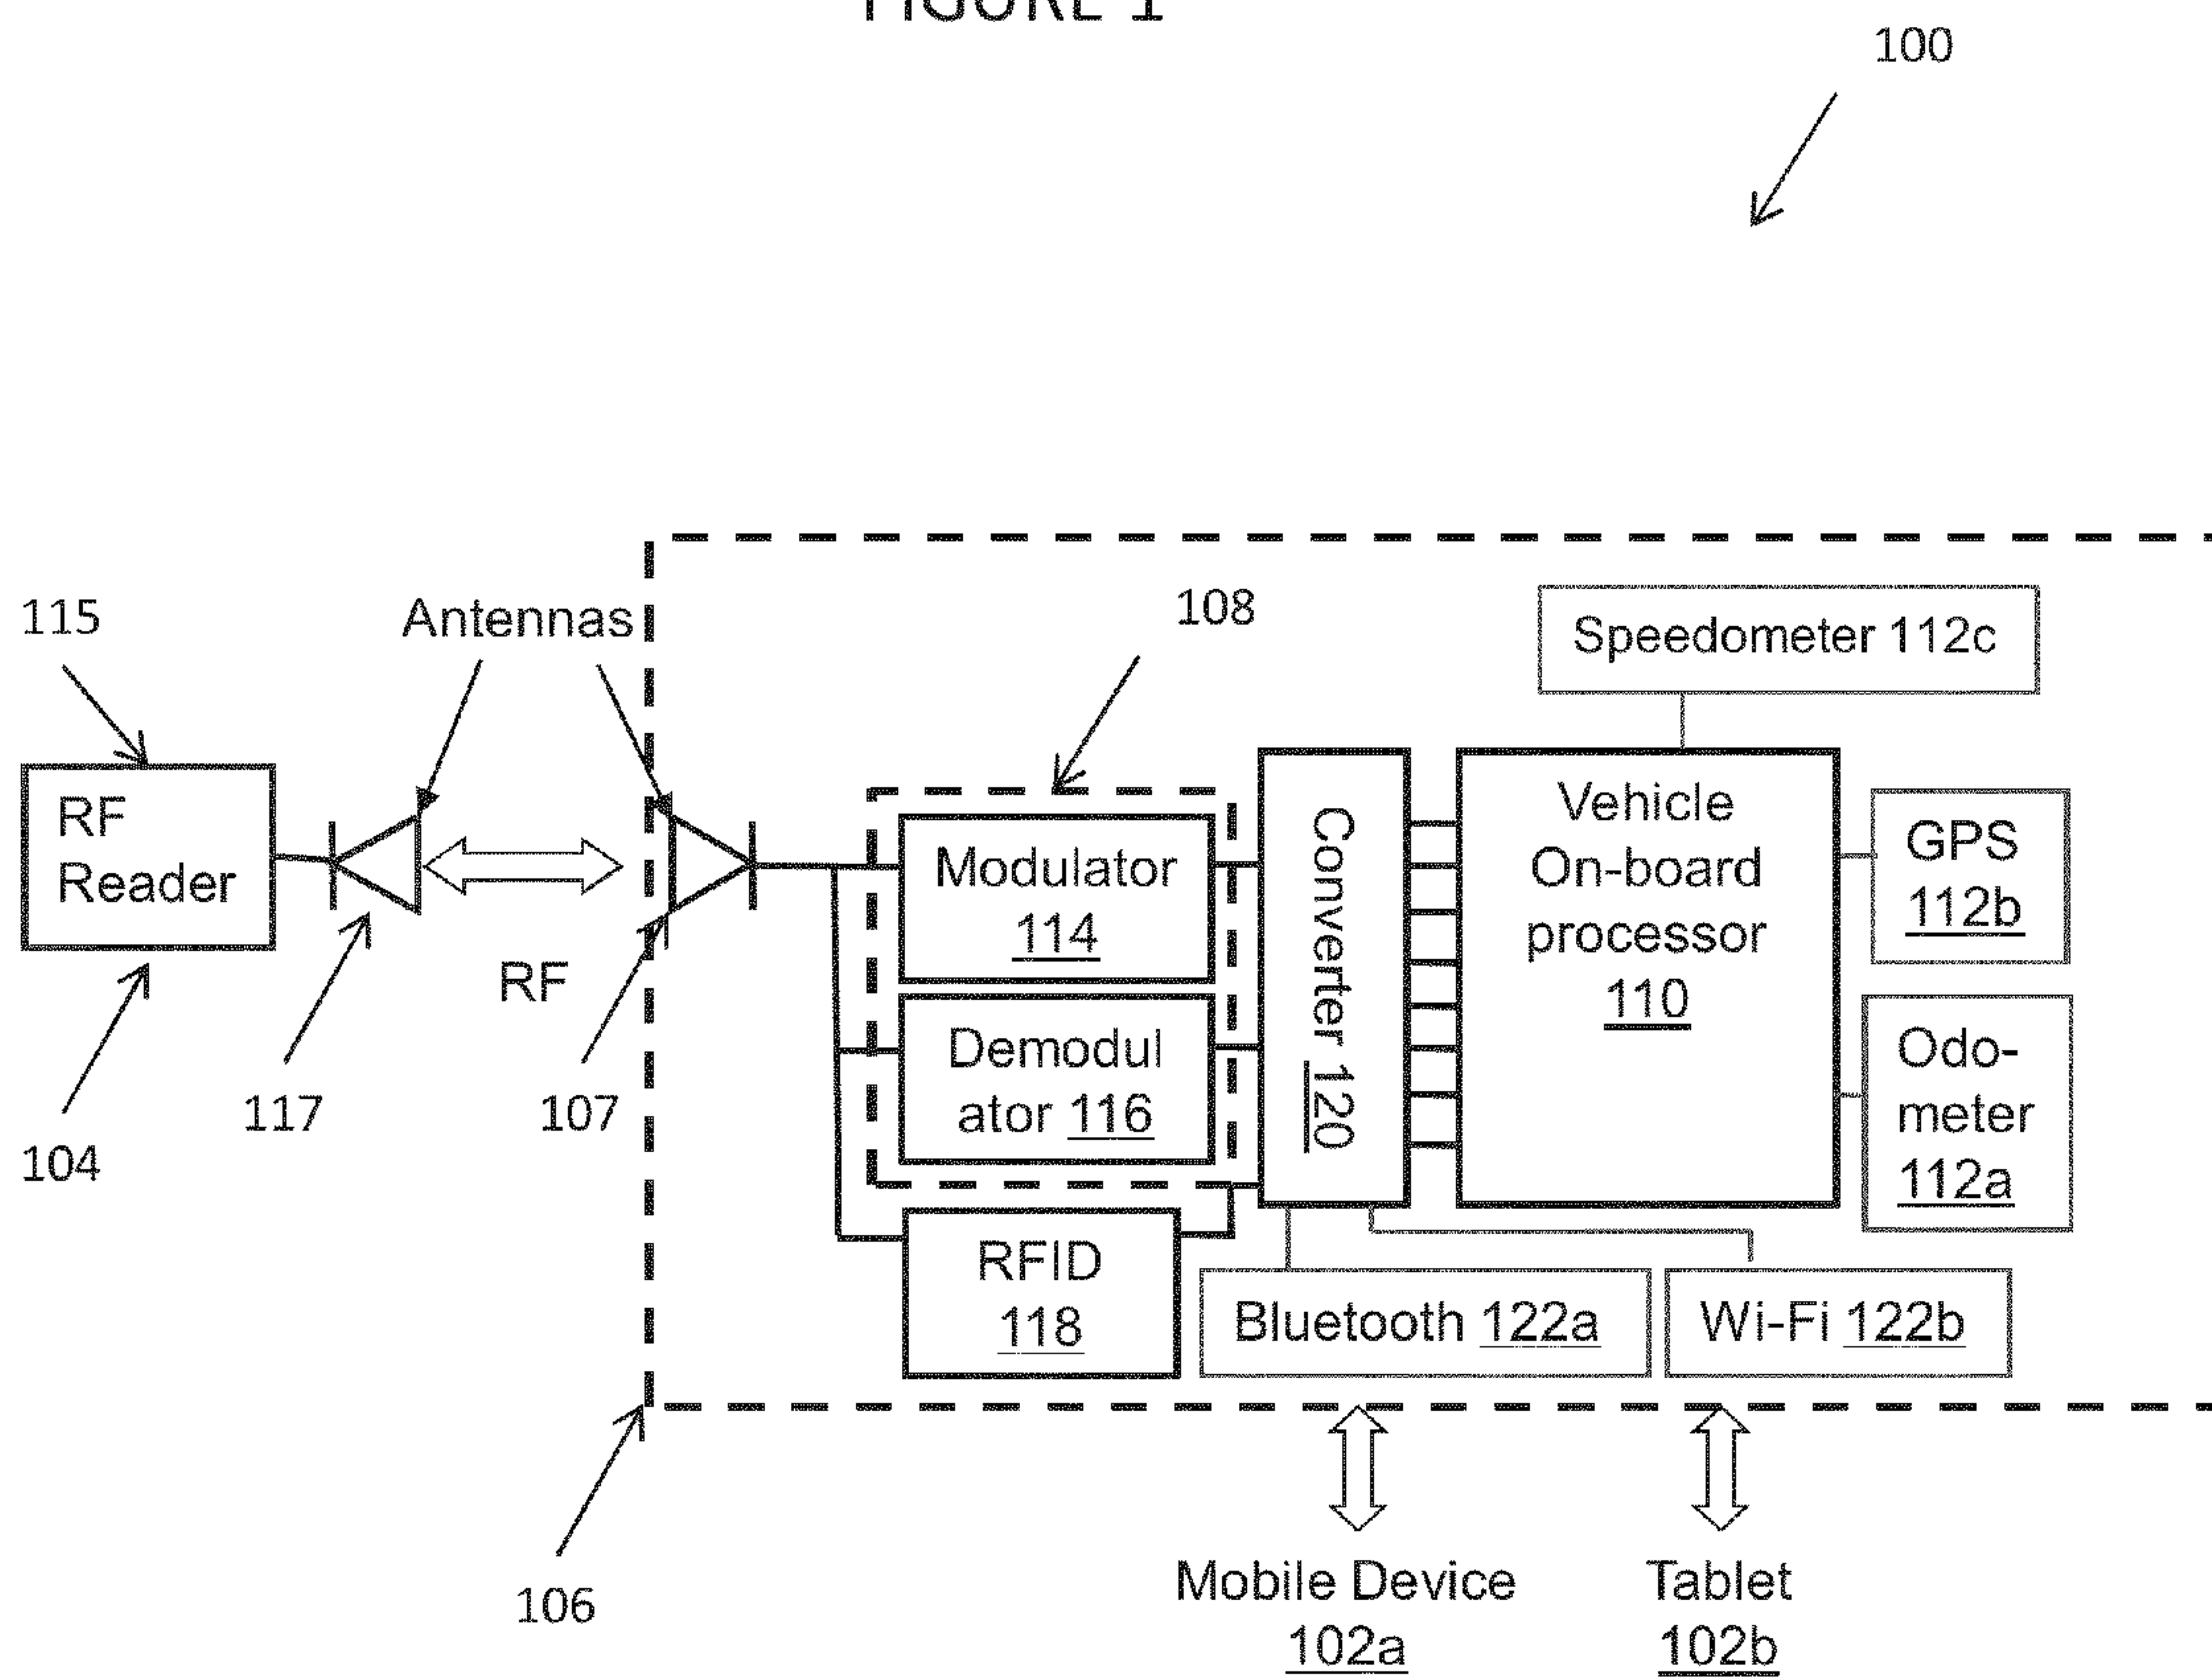 FIGURE 1
100
115
Antennas
108
Speedometer 112c
RF
Reader
Modulator
114
Converter 120
Vehicle
On-board
processor
110
GPS
112b
RF
Demodul
ator 116
Odo-
meter
112a
104
117
107
RFID
118
Bluetooth 122a
Wi-Fi 122b
106
Mobile Device
102a
Tablet
102b